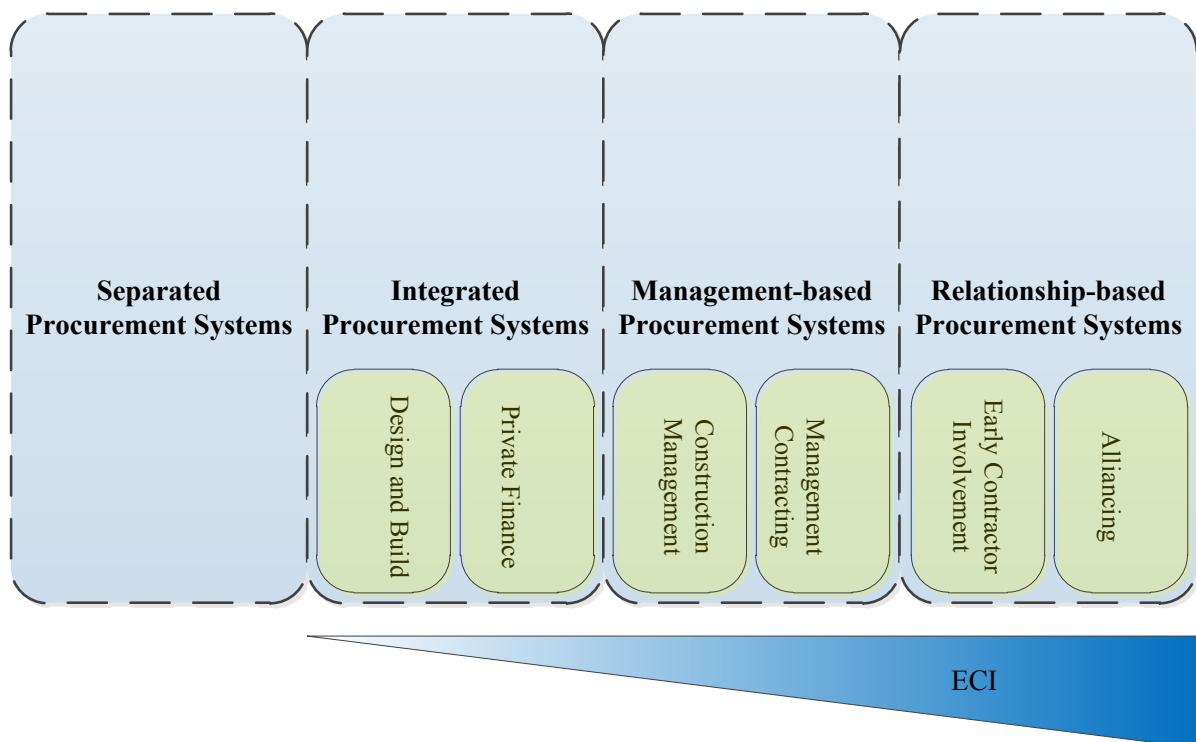 Separated
Procurement Systems
Integrated
Procurement Systems
Management-based
Procurement Systems
Relationship-based
Procurement Systems
Design and Build
Private Finance
Construction
Management
Management
Contracting
Early Contractor
Involvement
Alliancing
ECI